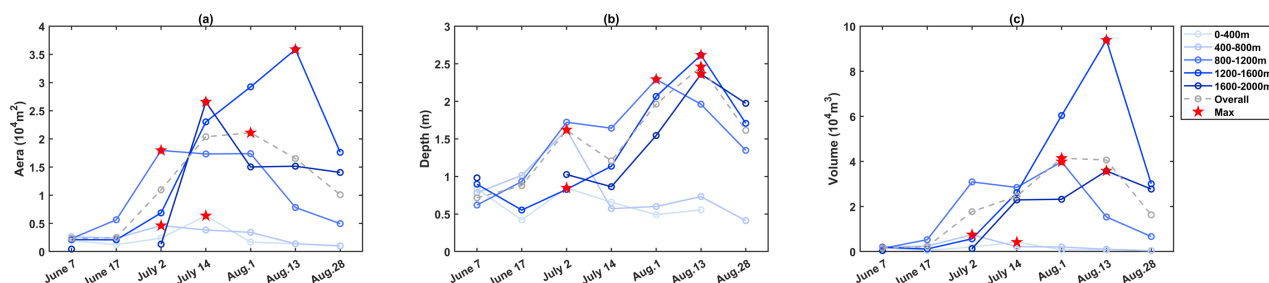 (a)
Aera (10⁴m²)
4
3.5
3
2.5
2
1.5
1
0.5
0
June 7 June 17 July 2 July 14 Aug.1 Aug.13 Aug.28
(b)
Depth (m)
3
2.5
2
1.5
1
0.5
0
June 7 June 17 July 2 July 14 Aug.1 Aug.13 Aug.28
(c)
Volume (10⁴m³)
10
8
6
4
2
0
June 7 June 17 July 2 July 14 Aug.1 Aug.13 Aug.28
0-400m
400-800m
800-1200m
1200-1600m
1600-2000m
Overall
Max